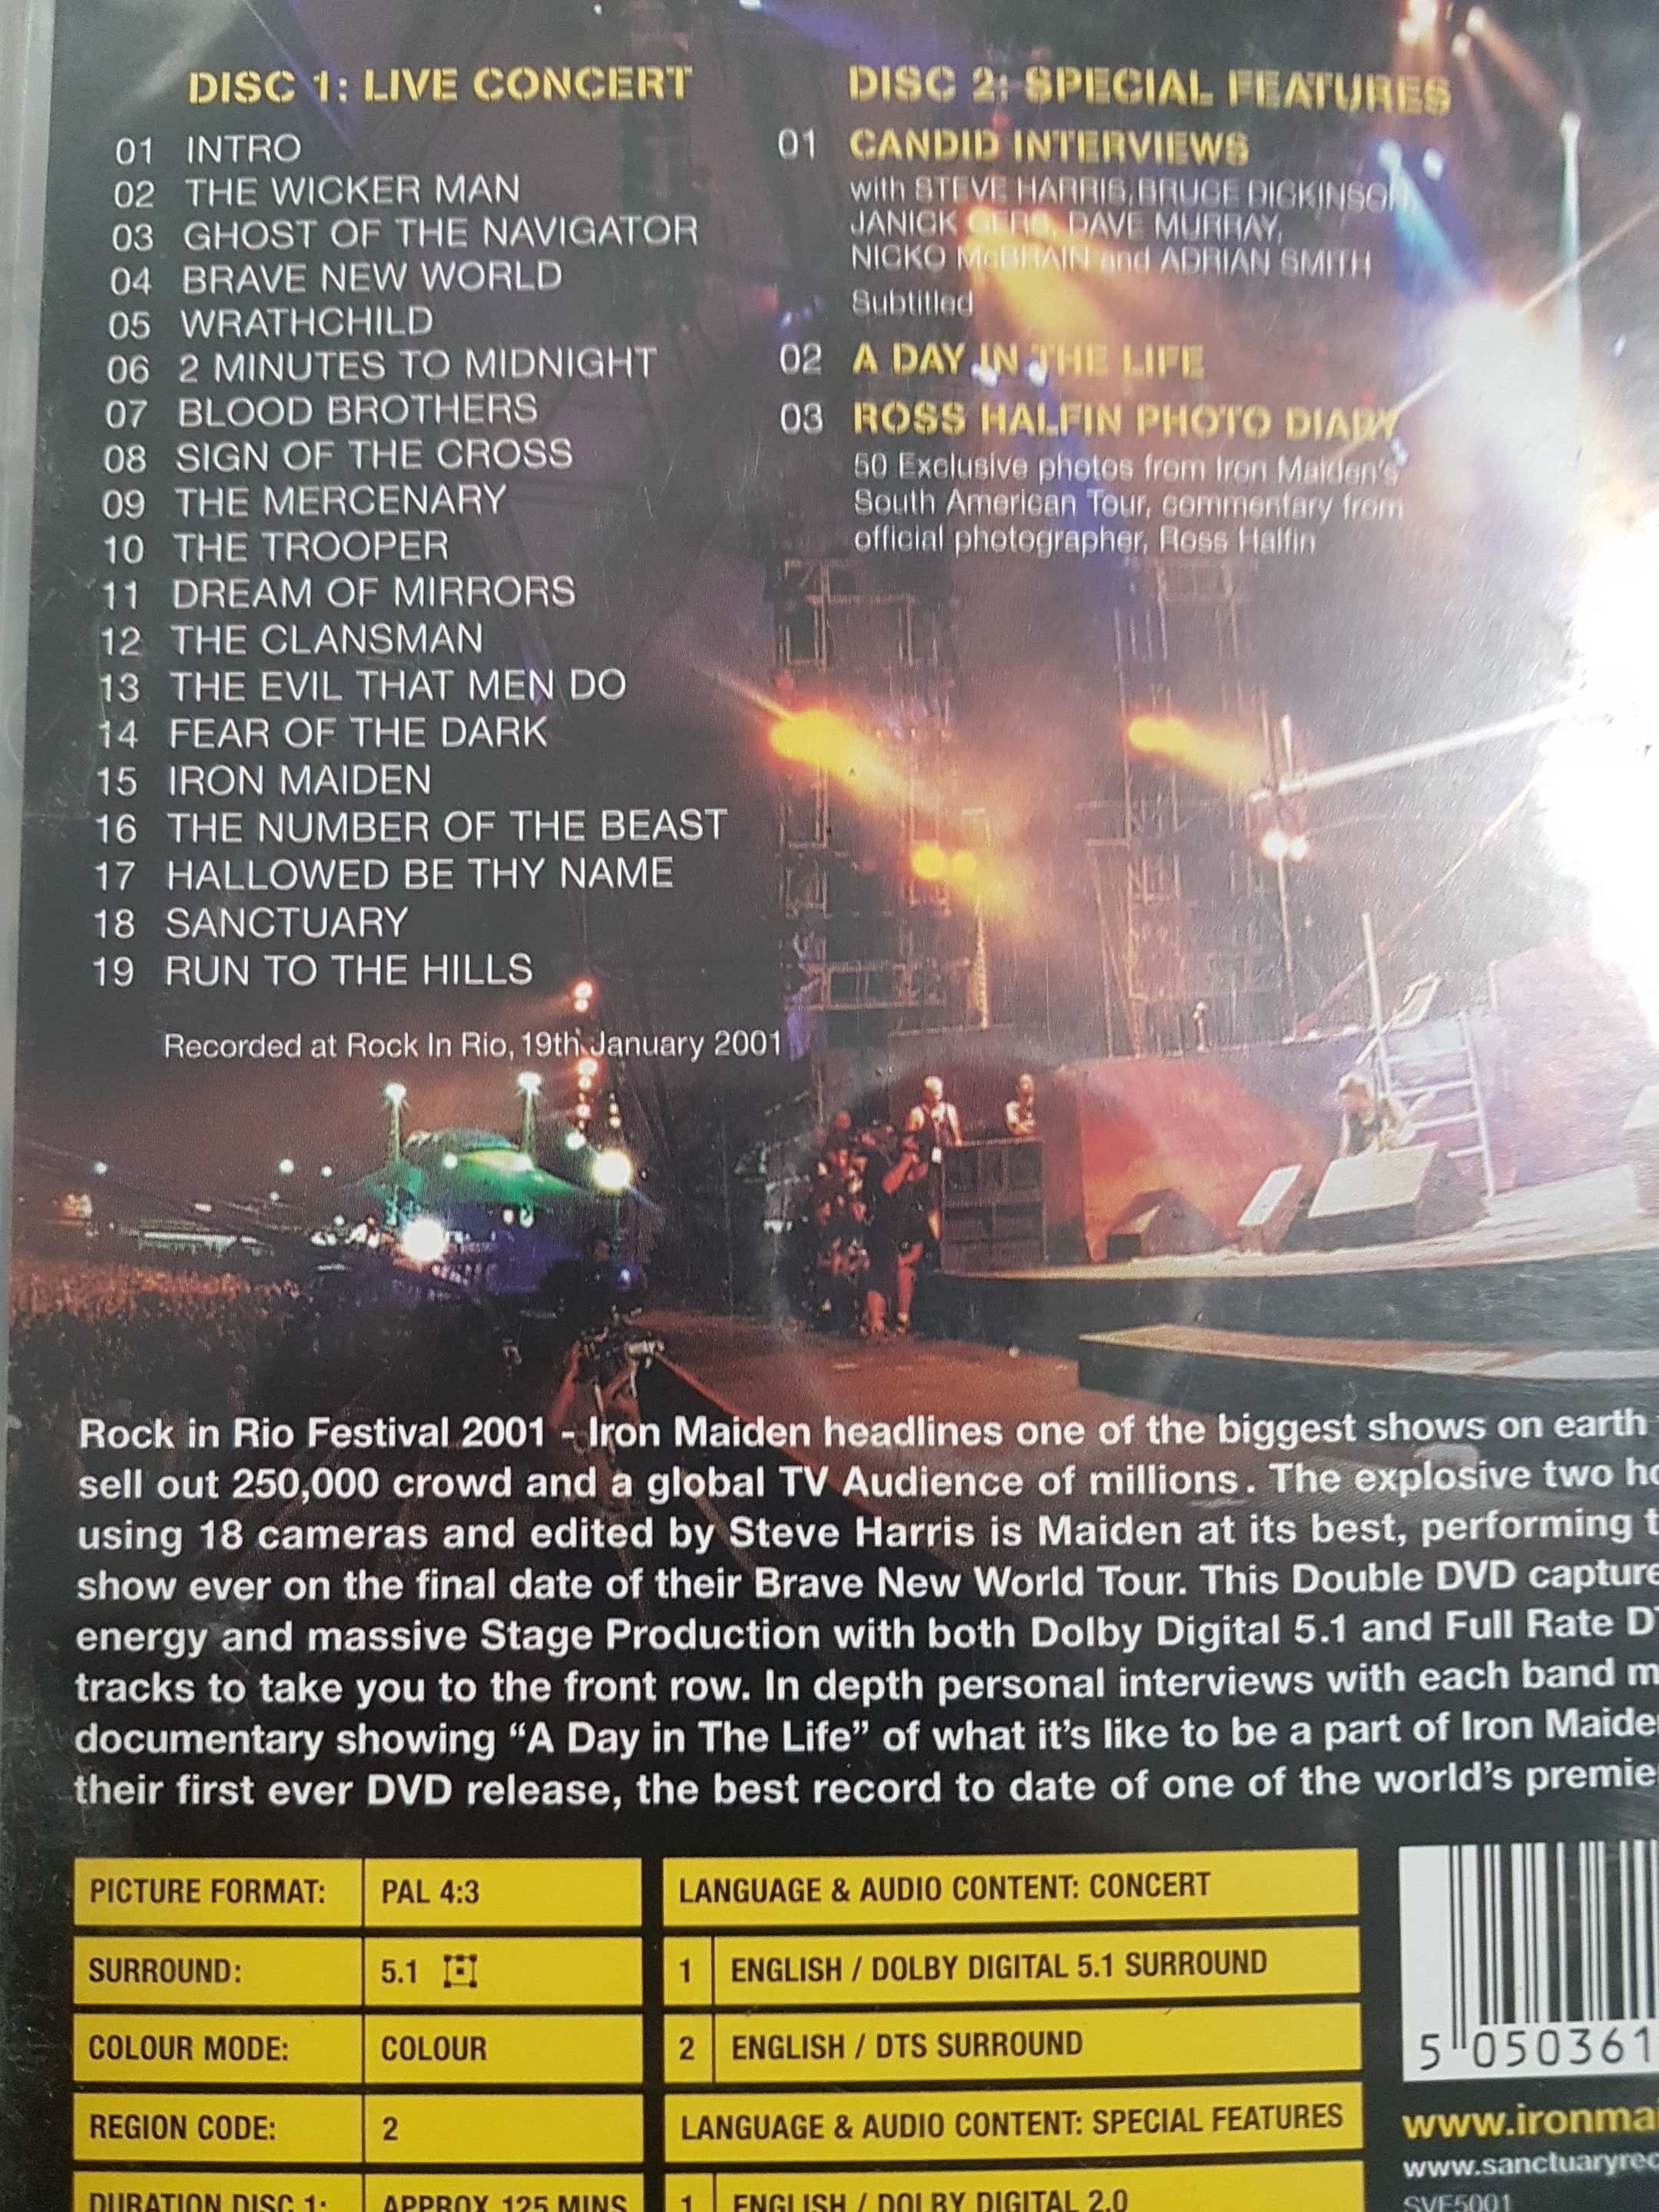 DISC 1: LIVE CONCERT
01 INTRO
02 THE WICKER MAN
03 GHOST OF THE NAVIGATOR
04 BRAVE NEW WORLD
05 WRATHCHILD
06 2 MINUTES TO MIDNIGHT
07 BLOOD BROTHERS
08 SIGN OF THE CROSS
09 THE MERCENARY
10 THE TROOPER
11 DREAM OF MIRRORS
12 THE CLANSMAN
13 THE EVIL THAT MEN DO
14 FEAR OF THE DARK
15 IRON MAIDEN
16 THE NUMBER OF THE BEAST
17 HALLOWED BE THY NAME
18 SANCTUARY
19 RUN TO THE HILLS
Recorded at Rock In Rio, 19th January 2001
DISC 2: SPECIAL FEATURES
01 CANDID INTERVIEWS
with STEVE HARRIS, BRUCE DICKINSON,
JANICK GERS, DAVE MURRAY,
NICKO McBRAIN and ADRIAN SMITH
Subtitled
02 A DAY IN THE LIFE
03 ROSS HALFIN PHOTO DIARY
50 Exclusive photos from Iron Maiden's
South American Tour, commentary from
official photographer, Ross Halfin
Rock in Rio Festival 2001 - Iron Maiden headlines one of the biggest shows on earth
sell out 250,000 crowd and a global TV Audience of millions. The explosive two
using 18 cameras and edited by Steve Harris is Maiden at its best, performing
show ever on the final date of their Brave New World Tour. This Double DVD
energy and massive Stage Production with both Dolby Digital 5.1 and Full Rate
tracks to take you to the front row. In depth personal interviews with each band
documentary showing “A Day in The Life” of what it's like to be a part of Iron
their first ever DVD release, the best record to date of one of the world's
PICTURE FORMAT: PAL 4:3
SURROUND: 5.1
COLOUR MODE: COLOUR
REGION CODE: 2
DURATION DISC 1: APPROX 125 MINS
LANGUAGE & AUDIO CONTENT: CONCERT
1 ENGLISH / DOLBY DIGITAL 5.1 SURROUND
2 ENGLISH / DTS SURROUND
LANGUAGE & AUDIO CONTENT: SPECIAL FEATURES
1 ENGLISH / DOLBY DIGITAL 2.0
5 050361
www.ironmai
www.sanctuaryrec
SVE5001